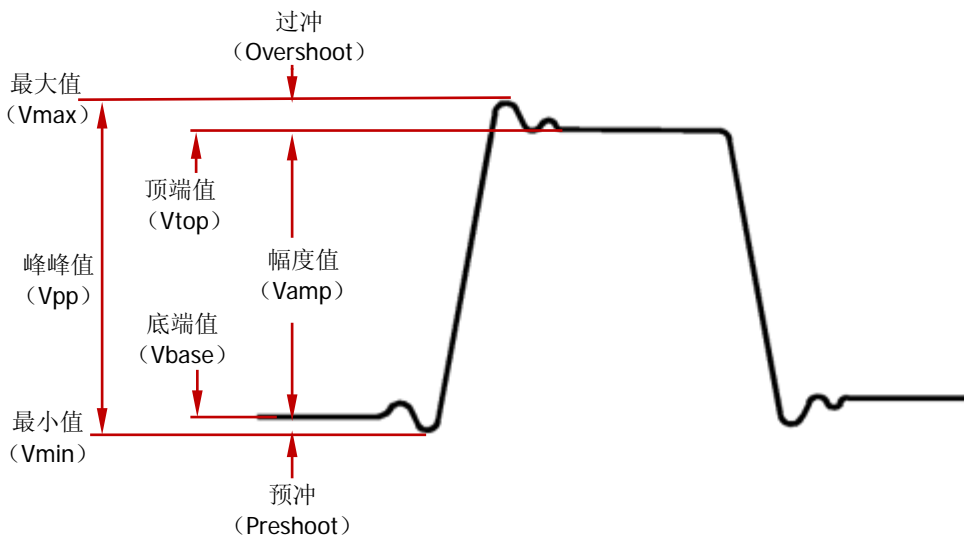 过冲
（Overshoot）
最大值
（Vmax）
顶端值
（Vtop）
峰峰值
（Vpp）
幅度值
（Vamp）
底端值
（Vbase）
最小值
（Vmin）
预冲
（Preshoot）